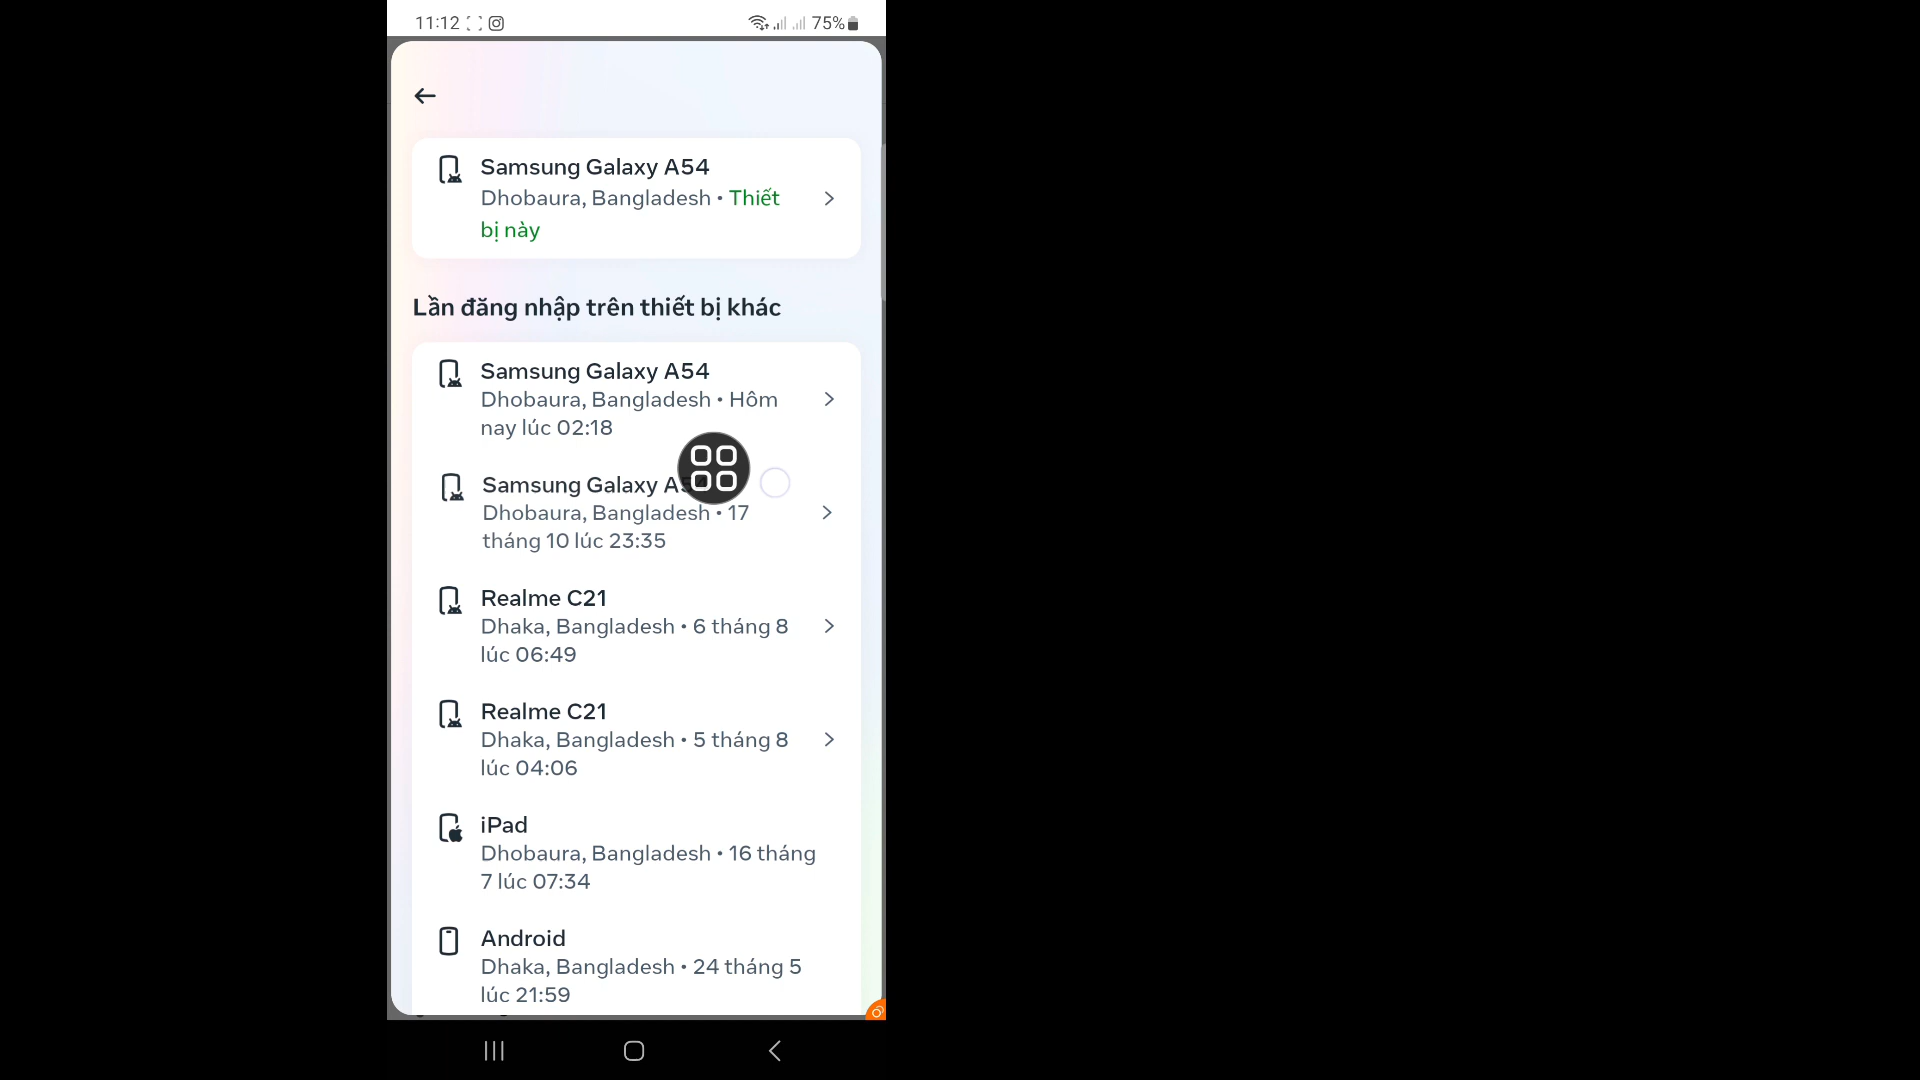 11:12 75%
Samsung Galaxy A54
Dhobaura, Bangladesh • Thiết
bị này
Lần đăng nhập trên thiết bị khác
Samsung Galaxy A54
Dhobaura, Bangladesh • Hôm
nay lúc 02:18
Samsung Galaxy
Dhobaura, Bangladesh • 17
tháng 10 lúc 23:35
Realme C21
Dhaka, Bangladesh • 6 tháng 8
lúc 06:49
Realme C21
Dhaka, Bangladesh • 5 tháng 8
lúc 04:06
iPad
Dhobaura, Bangladesh • 16 tháng
7 lúc 07:34
Android
Dhaka, Bangladesh • 24 tháng 5
lúc 21:59